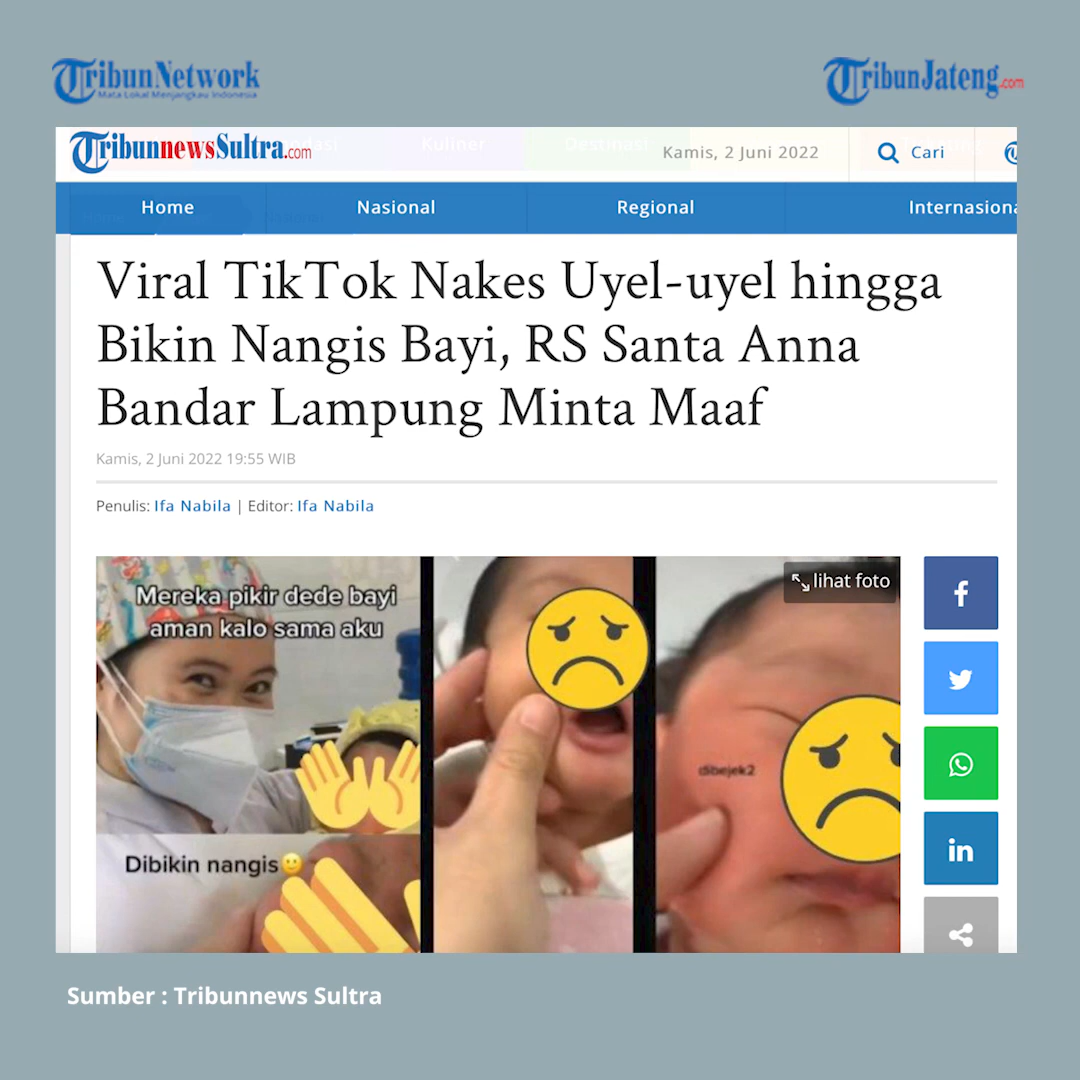 TribunNetwork
Mata Lokal Menjangkau Indonesia
TribunJateng.com
TribunnewsSultra.com
Kuliner
Destinasi
Kamis, 2 Juni 2022
Cari
Home
Nasional
Regional
Internasiona
Viral TikTok Nakes Uyel-uyel hingga
Bikin Nangis Bayi, RS Santa Anna
Bandar Lampung Minta Maaf
Kamis, 2 Juni 2022 19:55 WIB
Penulis: Ifa Nabila | Editor: Ifa Nabila
Mereka pikir dede bayi
aman kalo sama aku
Dibikin nangis
dibejek2
lihat foto
Sumber : Tribunnews Sultra